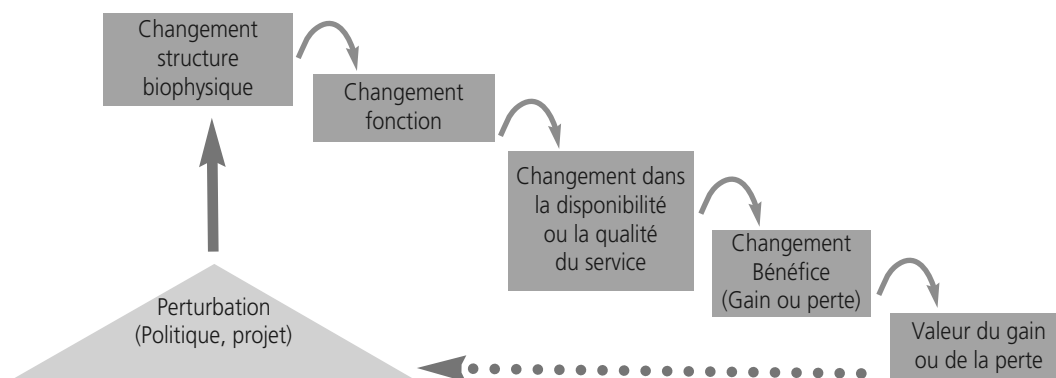 Changement
structure
biophysique
Changement
fonction
Changement dans
la disponibilité
ou la qualité
du service
Changement
Bénéfice
(Gain ou perte)
Valeur du gain
ou de la perte
Perturbation
(Politique, projet)